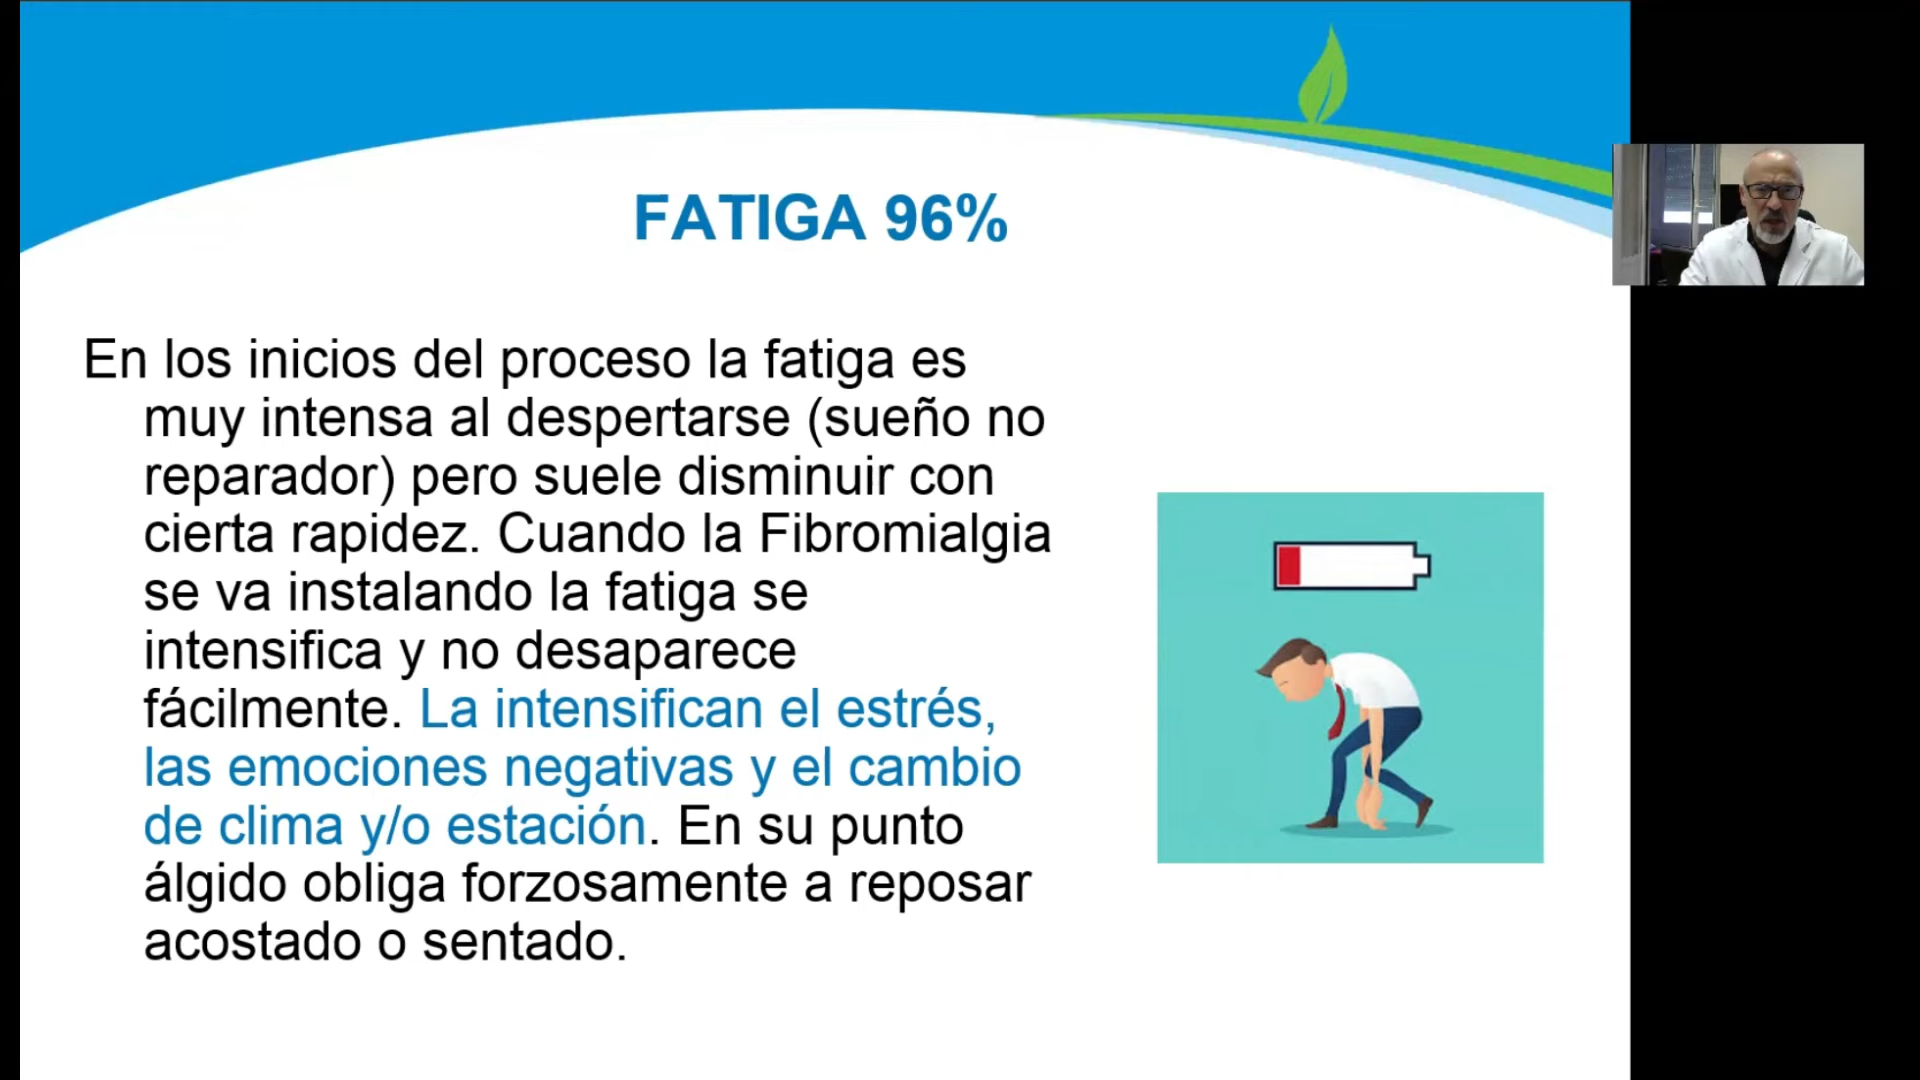 FATIGA 96%
En los inicios del proceso la fatiga es
muy intensa al despertarse (sueño no
reparador) pero suele disminuir con
cierta rapidez. Cuando la Fibromialgia
se va instalando la fatiga se
intensifica y no desaparece
fácilmente. La intensifican el estrés,
las emociones negativas y el cambio
de clima y/o estación. En su punto
álgido obliga forzosamente a reposar
acostado o sentado.